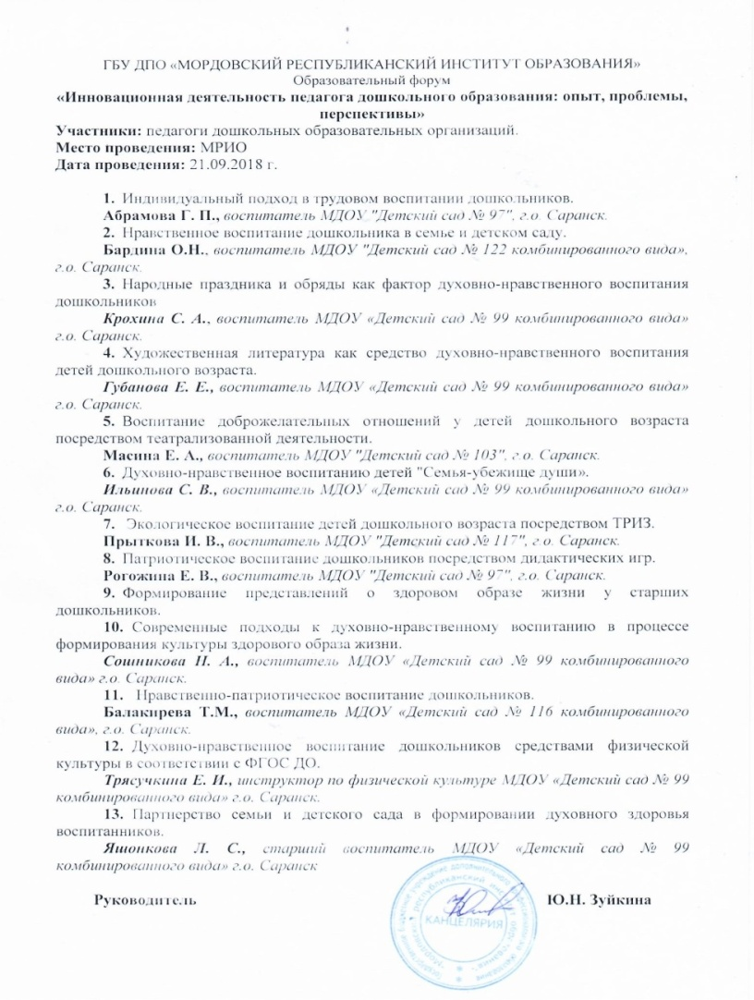 ГБУ ДПО «МОРДОВСКИЙ РЕСПУБЛИКАНСКИЙ ИНСТИТУТ ОБРАЗОВАНИЯ»
Образовательный форум
«Инновационная деятельность педагога дошкольного образования: опыт, проблемы,
перспективы»
Участники: педагоги дошкольных образовательных организаций.
Место проведения: МРИО
Дата проведения: 21.09.2018 г.
1. Индивидуальный подход в трудовом воспитании дошкольников.
Абрамова Г. П., воспитатель МДОУ "Детский сад № 97", г.о. Саранск.
2. Нравственное воспитание дошкольника в семье и детском саду.
Бардина О.Н., воспитатель МДОУ "Детский сад № 122 комбинированного вида»,
г.о. Саранск.
3. Народные праздника и обряды как фактор духовно-нравственного воспитания
дошкольников
Крохина С. А., воспитатель МДОУ «Детский сад № 99 комбинированного вида»
г.о. Саранск.
4. Художественная литература как средство духовно-нравственного воспитания
детей дошкольного возраста.
Губанова Е. Е., воспитатель МДОУ «Детский сад № 99 комбинированного вида»
г.о. Саранск.
5. Воспитание доброжелательных отношений у детей дошкольного возраста
посредством театрализованной деятельности.
Масина Е. А., воспитатель МДОУ "Детский сад № 103", г.о. Саранск.
6. Духовно-нравственное воспитанию детей "Семья-убежище души».
Ильинова С. В., воспитатель МДОУ «Детский сад № 99 комбинированного вида»
г.о. Саранск.
7. Экологическое воспитание детей дошкольного возраста посредством ТРИЗ.
Прыткова И. В., воспитатель МДОУ "Детский сад № 117", г.о. Саранск.
8. Патриотическое воспитание дошкольников посредством дидактических игр.
Рогожина Е. В., воспитатель МДОУ "Детский сад № 97", г.о. Саранск.
9. Формирование представлений о здоровом образе жизни у старших
дошкольников.
10. Современные подходы к духовно-нравственному воспитанию в процессе
формирования культуры здорового образа жизни.
Сошникова Н. А., воспитатель МДОУ «Детский сад № 99 комбинированного
вида» г.о. Саранск.
11. Нравственно-патриотическое воспитание дошкольников.
Балакирева Т.М., воспитатель МДОУ «Детский сад № 116 комбинированного
вида», г.о. Саранск.
12. Духовно-нравственное воспитание дошкольников средствами физической
культуры в соответствии с ФГОС ДО.
Трясучкина Е. И., инструктор по физической культуре МДОУ «Детский сад № 99
комбинированного вида» г.о. Саранск.
13. Партнерство семьи и детского сада в формировании духовного здоровья
воспитанников.
Яшонкова Л. С., старший воспитатель МДОУ «Детский сад № 99
комбинированного вида» г.о. Саранск
Руководитель Ю.Н. Зуйкина
КАНЦЕЛЯРИЯ